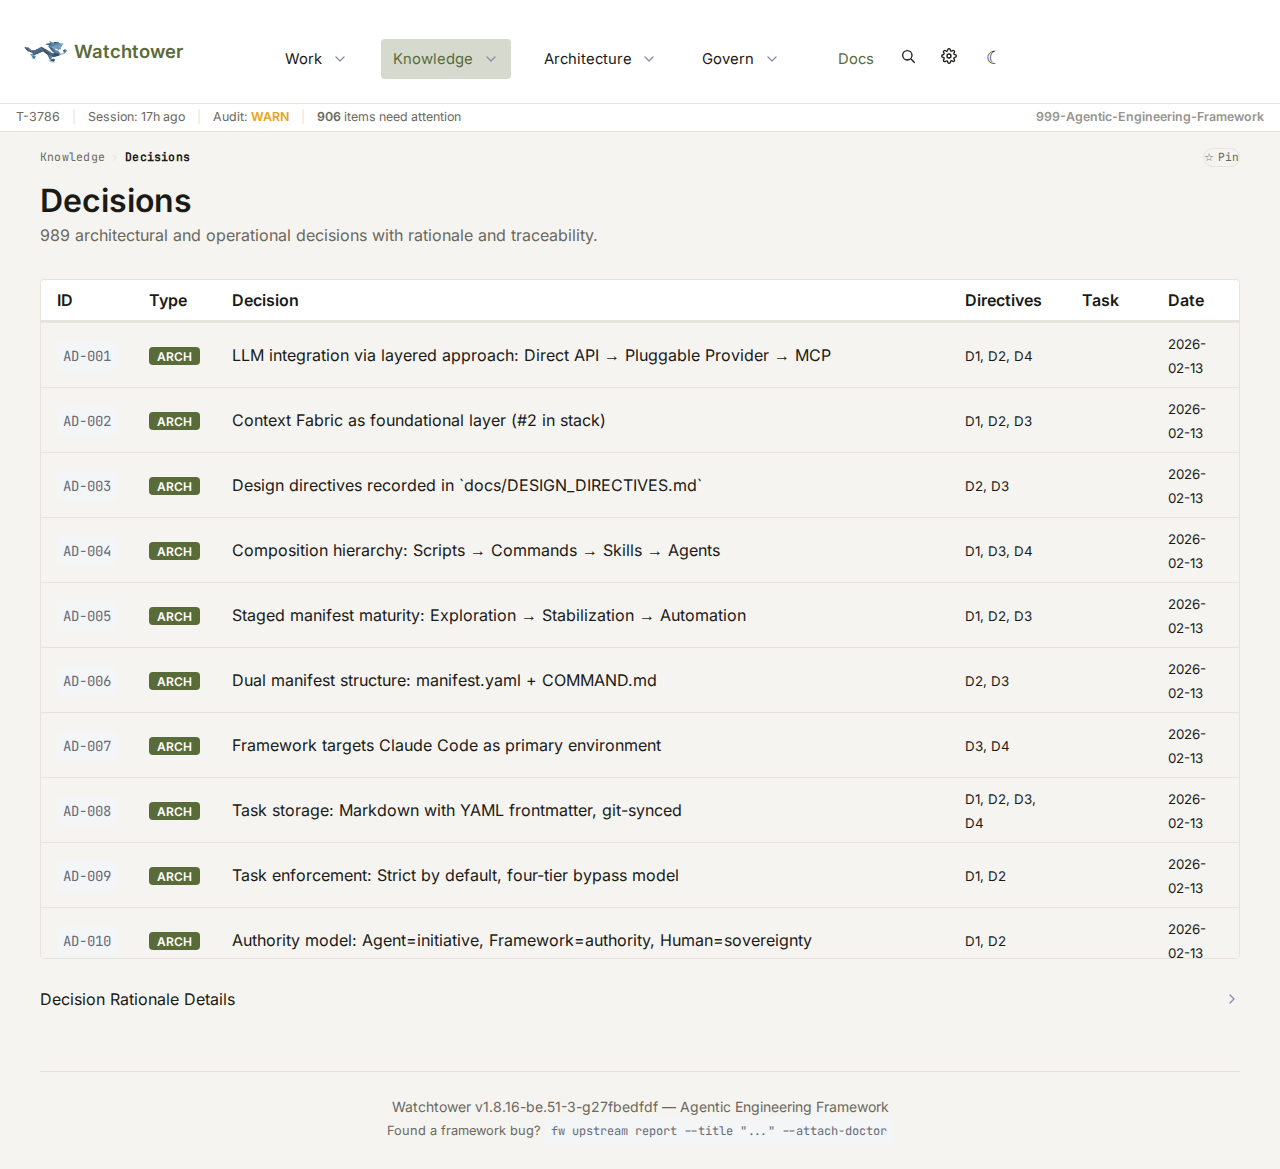 Watchtower
Work
Knowledge
Architecture
Govern
Docs
T-3786
Session: 17h ago
Audit: WARN
906 items need attention
999-Agentic-Engineering-Framework
Knowledge › Decisions
☆ Pin
Decisions
989 architectural and operational decisions with rationale and traceability.
ID Type Decision Directives Task Date
AD-001 ARCH LLM integration via layered approach: Direct API → Pluggable Provider → MCP D1, D2, D4 2026-
02-13
AD-002 ARCH Context Fabric as foundational layer (#2 in stack) D1, D2, D3 2026-
02-13
AD-003 ARCH Design directives recorded in `docs/DESIGN_DIRECTIVES.md` D2, D3 2026-
02-13
AD-004 ARCH Composition hierarchy: Scripts → Commands → Skills → Agents D1, D3, D4 2026-
02-13
AD-005 ARCH Staged manifest maturity: Exploration → Stabilization → Automation D1, D2, D3 2026-
02-13
AD-006 ARCH Dual manifest structure: manifest.yaml + COMMAND.md D2, D3 2026-
02-13
AD-007 ARCH Framework targets Claude Code as primary environment D3, D4 2026-
02-13
AD-008 ARCH Task storage: Markdown with YAML frontmatter, git-synced D1, D2, D3, 2026-
D4 02-13
AD-009 ARCH Task enforcement: Strict by default, four-tier bypass model D1, D2 2026-
02-13
AD-010 ARCH Authority model: Agent=initiative, Framework=authority, Human=sovereignty D1, D2 2026-
02-13
Decision Rationale Details
Watchtower v1.8.16-be.51-3-g27fbedfdf — Agentic Engineering Framework
Found a framework bug? fw upstream report --title "..." --attach-doctor